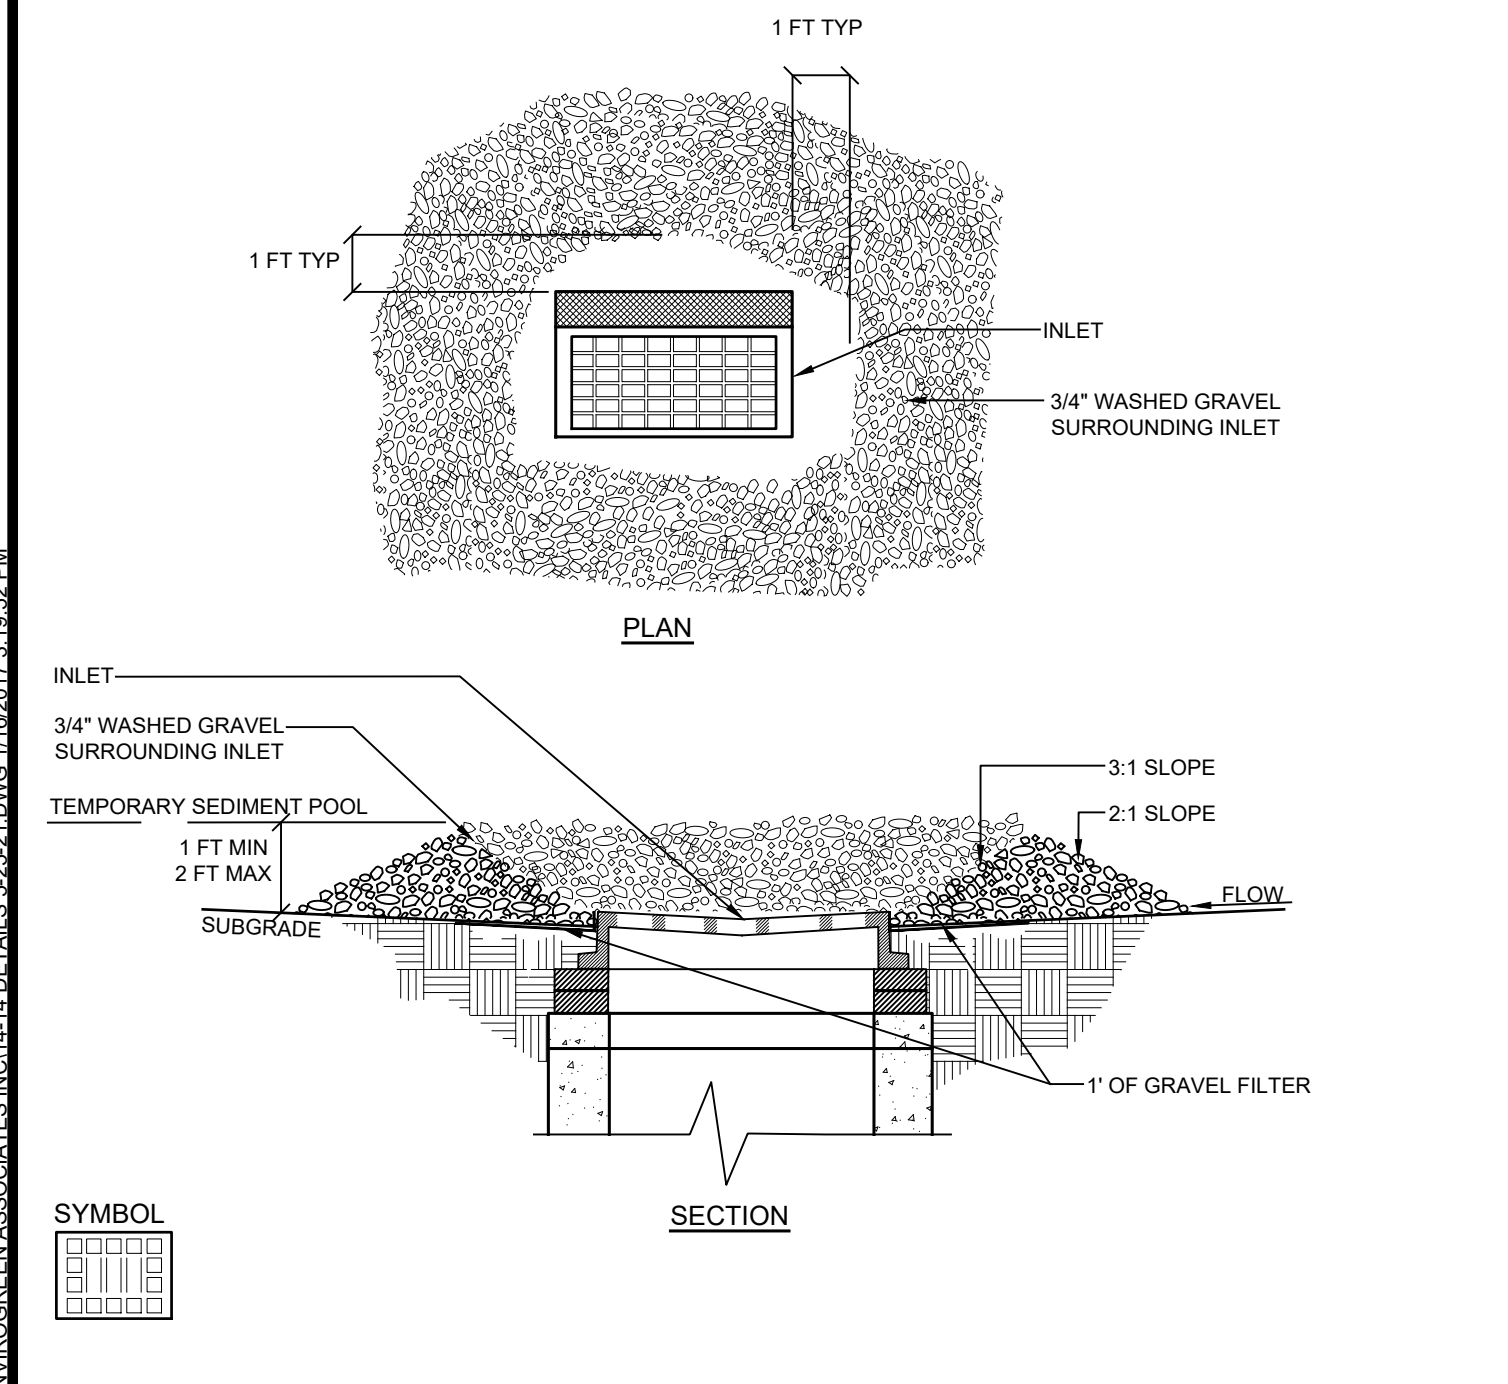 1 FT TYP
1 FT TYP
INLET
3/4" WASHED GRAVEL
SURROUNDING INLET
PLAN
INLET
3/4" WASHED GRAVEL
SURROUNDING INLET
TEMPORARY SEDIMENT POOL
1 FT MIN
2 FT MAX
SUBGRADE
3:1 SLOPE
2:1 SLOPE
FLOW
1' OF GRAVEL FILTER
SECTION
SYMBOL